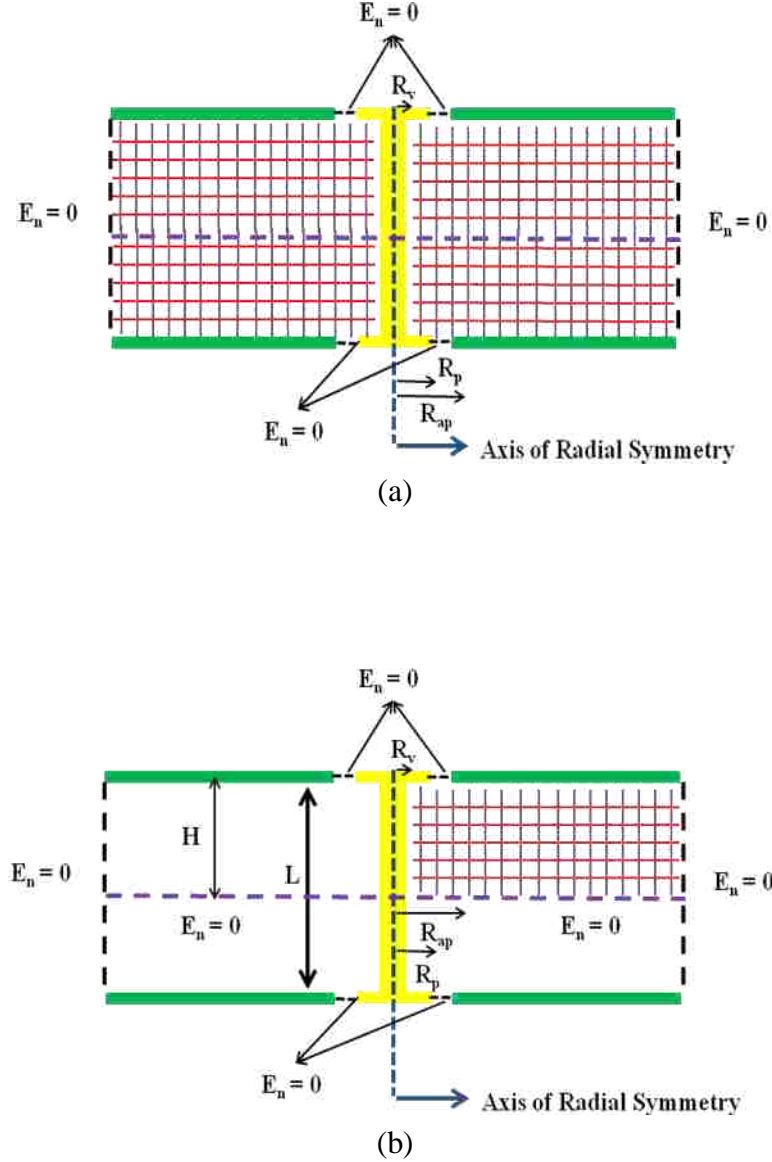 Eₙ = 0
Rᵥ
Eₙ = 0
Eₙ = 0
Rₚ
Rₐₚ
Eₙ = 0
Axis of Radial Symmetry
(a)
Eₙ = 0
Rᵥ
H
L
Eₙ = 0
Eₙ = 0
Eₙ = 0
Rₐₚ
Eₙ = 0
Rₚ
Eₙ = 0
Axis of Radial Symmetry
(b)